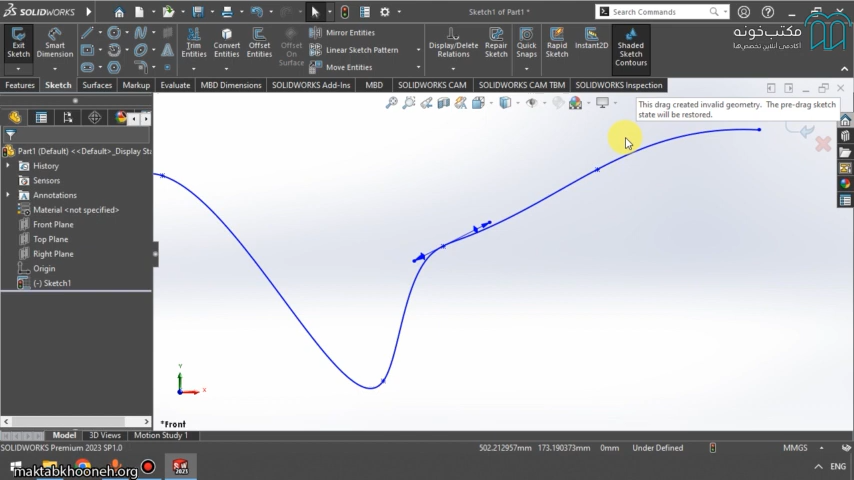 SOLIDWORKS
Sketch1 of Part1 *
Search Commands
مکتب‌خونه
آکادمی آنلاین تخصص‌ها
Exit Sketch
Smart Dimension
Trim Entities
Convert Entities
Offset Entities
Offset On Surface
Mirror Entities
Linear Sketch Pattern
Move Entities
Display/Delete Relations
Repair Sketch
Quick Snaps
Rapid Sketch
Instant2D
Shaded Sketch Contours
Features
Sketch
Surfaces
Markup
Evaluate
MBD Dimensions
SOLIDWORKS Add-Ins
MBD
SOLIDWORKS CAM
SOLIDWORKS CAM TBM
SOLIDWORKS Inspection
This drag created invalid geometry. The pre-drag sketch
state will be restored.
Part1 (Default) <<Default>_Display Sta
History
Sensors
Annotations
Material <not specified>
Front Plane
Top Plane
Right Plane
Origin
(-) Sketch1
Y
X
*Front
Model
3D Views
Motion Study 1
SOLIDWORKS Premium 2023 SP1.0
502.212957mm
173.190373mm
0mm
Under Defined
MMGS
maktabkhooneh.org
SW
2023
ENG